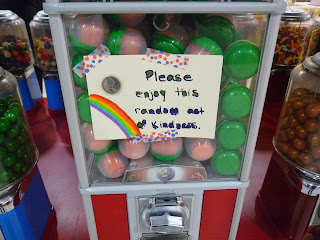 Please
enjoy this
random act
of Kindness.